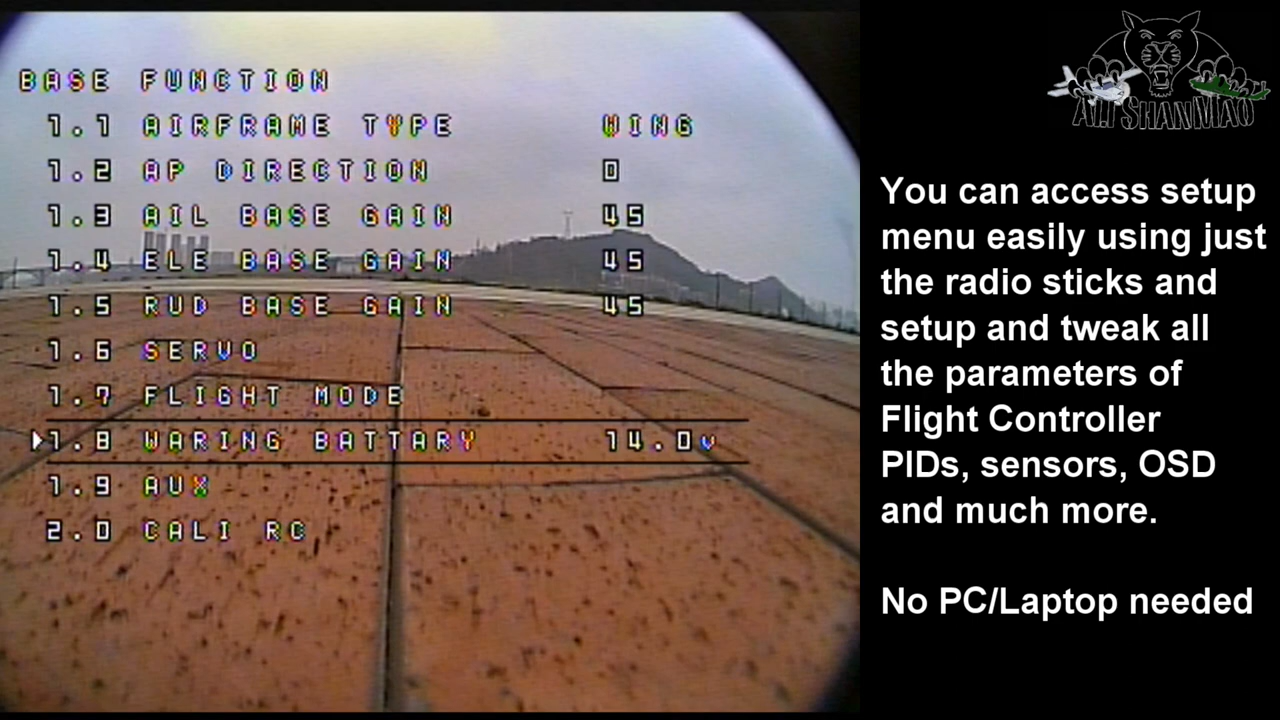 BASE FUNCTION
1.1 AIRFRAME TYPE WING
1.2 AP DIRECTION 0
1.3 AIL BASE GAIN 45
1.4 ELE BASE GAIN 45
1.5 RUD BASE GAIN 45
1.6 SERVO
1.7 FLIGHT MODE
1.8 WARING BATTARY 14.0v
1.9 AUX
2.0 CALI RC
ALISHANMAO
You can access setup
menu easily using just
the radio sticks and
setup and tweak all
the parameters of
Flight Controller
PIDs, sensors, OSD
and much more.
No PC/Laptop needed